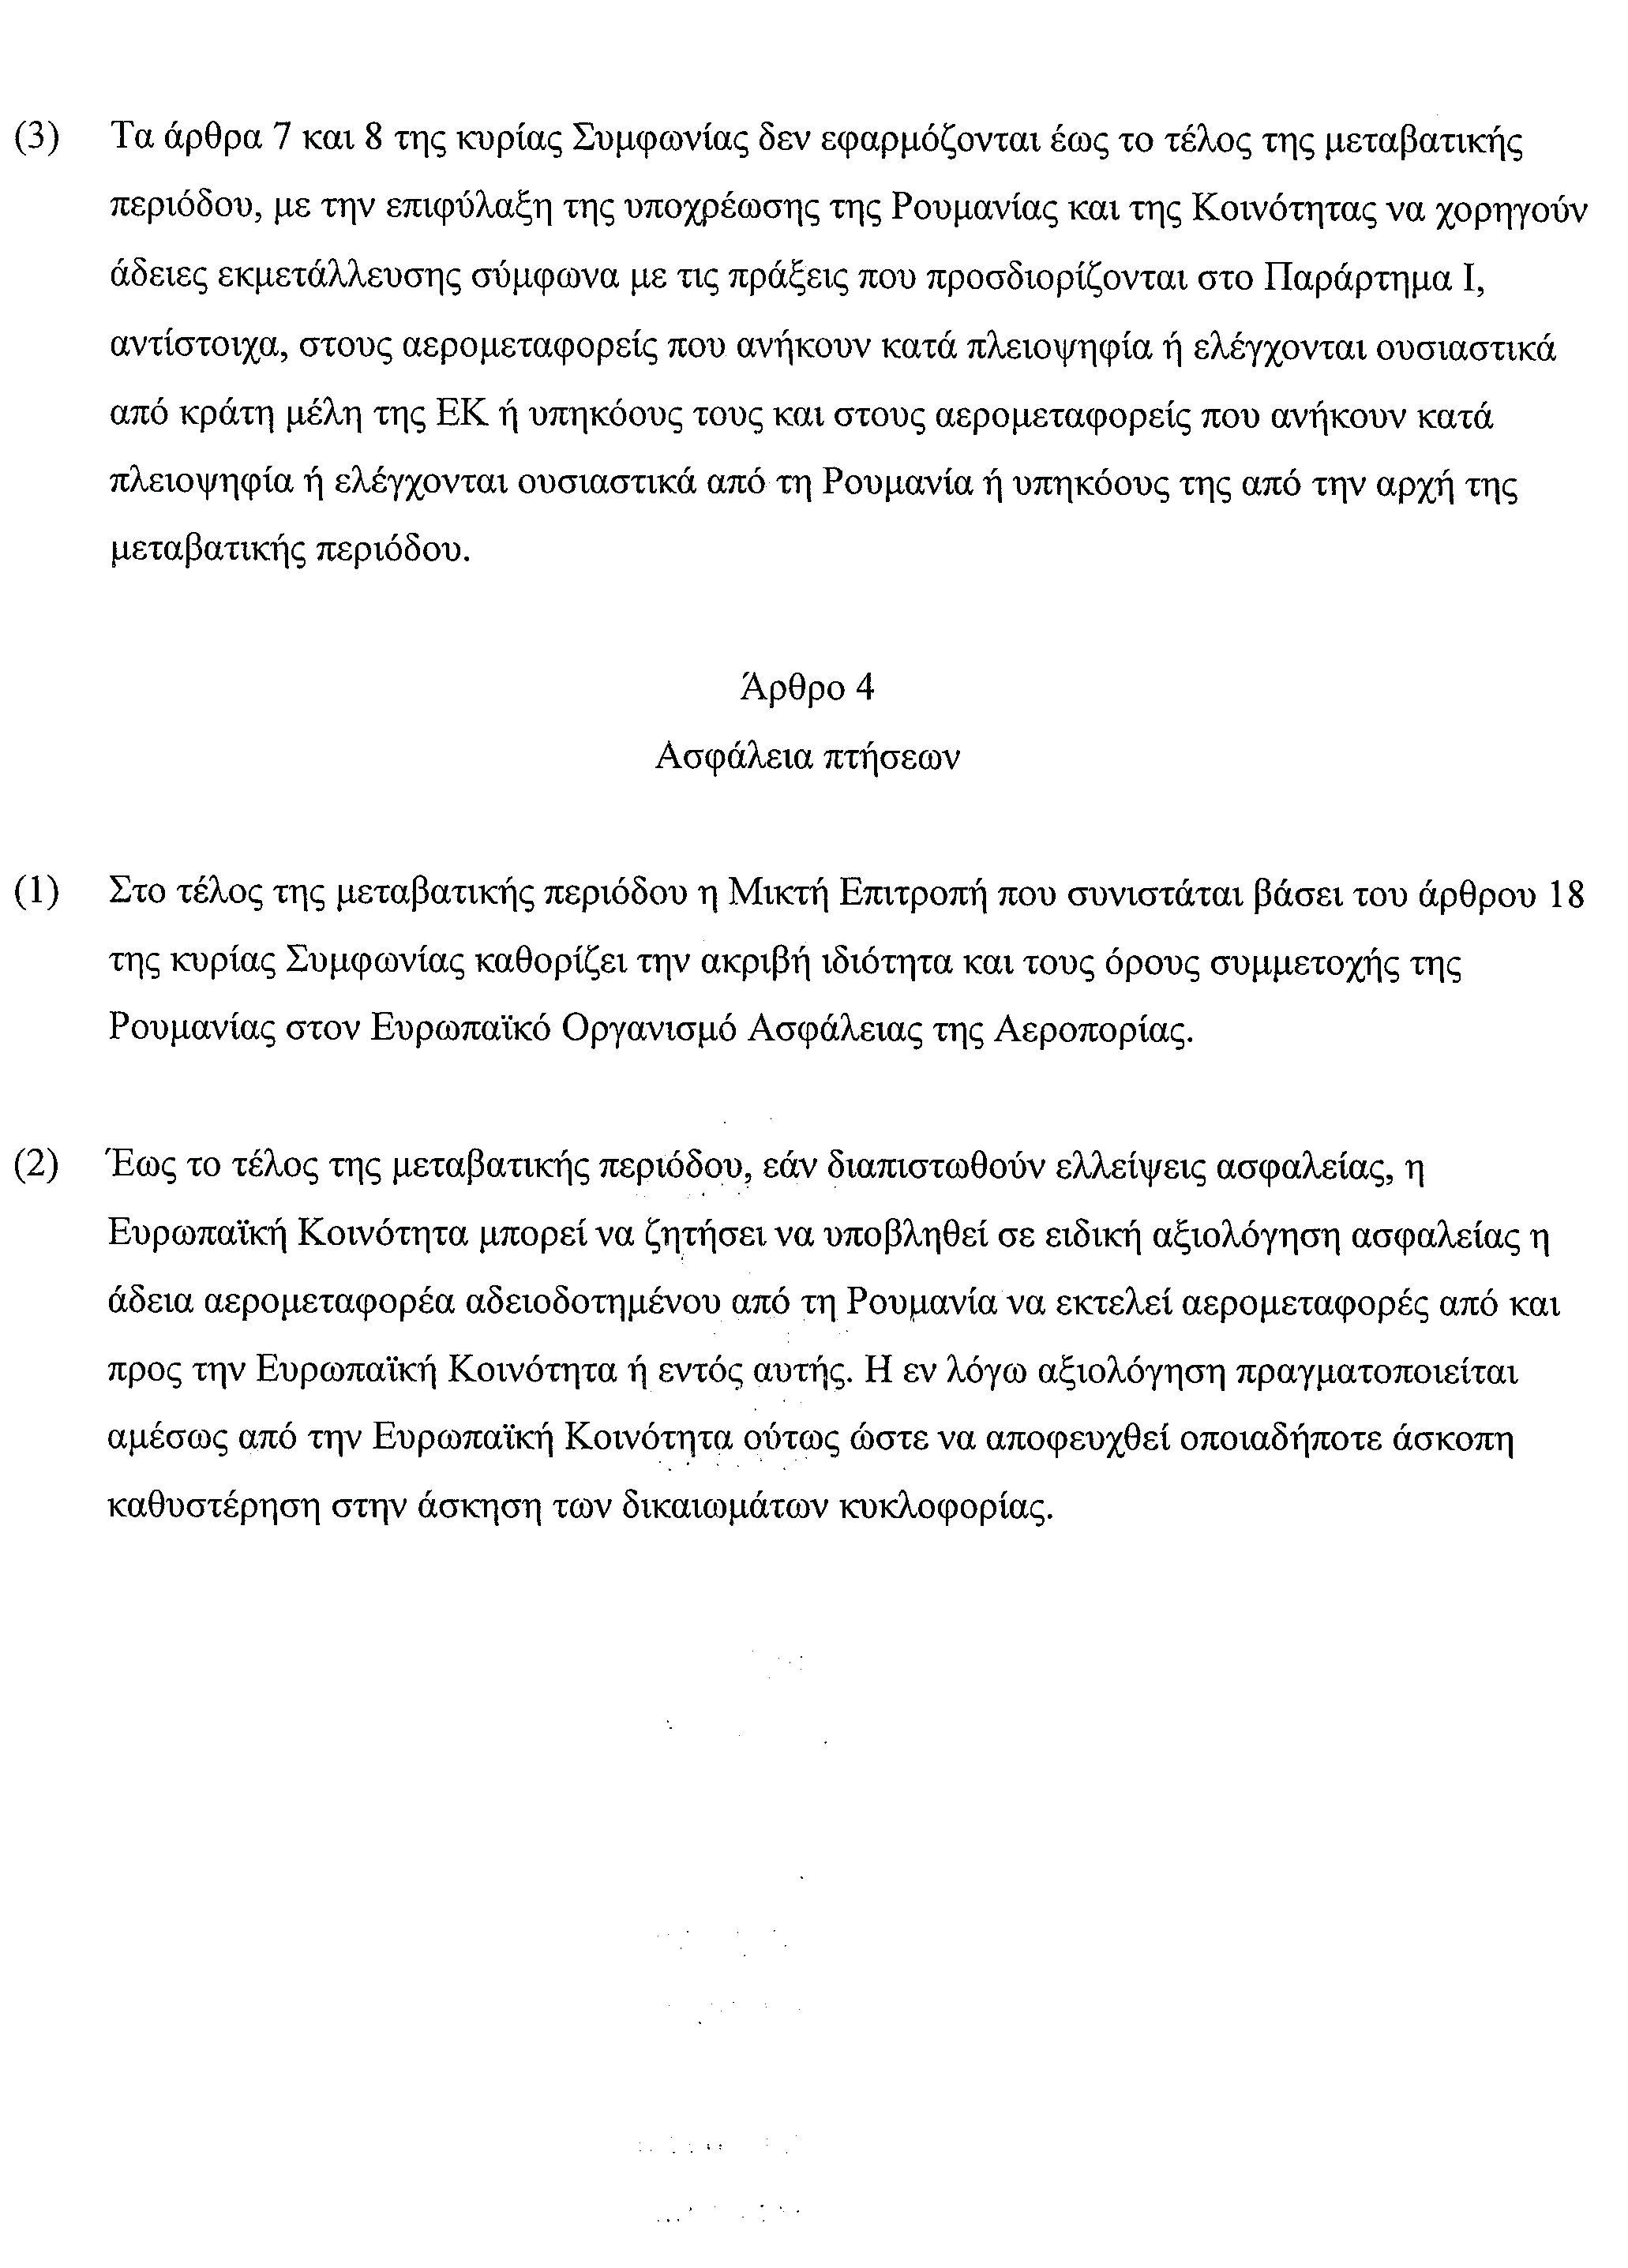 (3) Τα άρθρα 7 και 8 της κυρίας Συμφωνίας δεν εφαρμόζονται έως το τέλος της μεταβατικής
περιόδου, με την επιφύλαξη της υποχρέωσης της Ρουμανίας και της Κοινότητας να χορηγούν
άδειες εκμετάλλευσης σύμφωνα με τις πράξεις που προσδιορίζονται στο Παράρτημα Ι,
αντίστοιχα, στους αερομεταφορείς που ανήκουν κατά πλειοψηφία ή ελέγχονται ουσιαστικά
από κράτη μέλη της ΕΚ ή υπηκόους τους και στους αερομεταφορείς που ανήκουν κατά
πλειοψηφία ή ελέγχονται ουσιαστικά από τη Ρουμανία ή υπηκόους της από την αρχή της
μεταβατικής περιόδου.
Άρθρο 4
Ασφάλεια πτήσεων
(1) Στο τέλος της μεταβατικής περιόδου η Μικτή Επιτροπή που συνιστάται βάσει του άρθρου 18
της κυρίας Συμφωνίας καθορίζει την ακριβή ιδιότητα και τους όρους συμμετοχής της
Ρουμανίας στον Ευρωπαϊκό Οργανισμό Ασφάλειας της Αεροπορίας.
(2) Έως το τέλος της μεταβατικής περιόδου, εάν διαπιστωθούν ελλείψεις ασφαλείας, η
Ευρωπαϊκή Κοινότητα μπορεί να ζητήσει να υποβληθεί σε ειδική αξιολόγηση ασφαλείας η
άδεια αερομεταφορέα αδειοδοτημένου από τη Ρουμανία να εκτελεί αερομεταφορές από και
προς την Ευρωπαϊκή Κοινότητα ή εντός αυτής. Η εν λόγω αξιολόγηση πραγματοποιείται
αμέσως από την Ευρωπαϊκή Κοινότητα ούτως ώστε να αποφευχθεί οποιαδήποτε άσκοπη
καθυστέρηση στην άσκηση των δικαιωμάτων κυκλοφορίας.